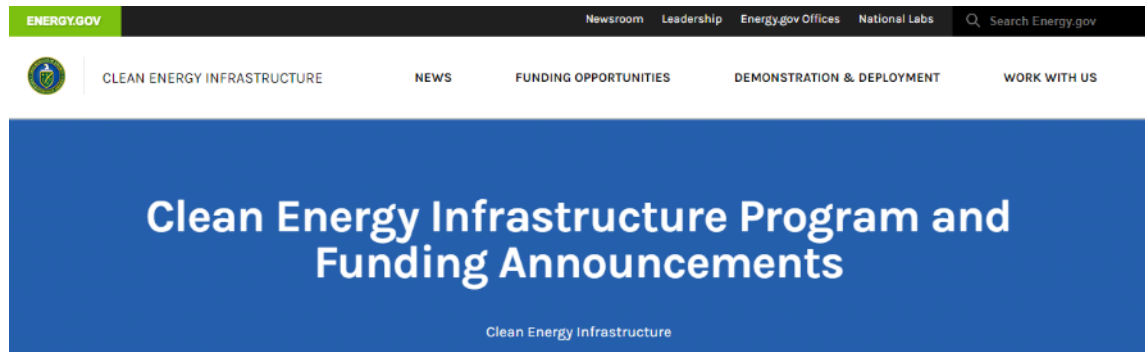 ENERGY.GOV
Newsroom Leadership Energy.gov Offices National Labs Search Energy.gov
CLEAN ENERGY INFRASTRUCTURE NEWS FUNDING OPPORTUNITIES DEMONSTRATION & DEPLOYMENT WORK WITH US
Clean Energy Infrastructure Program and
Funding Announcements
Clean Energy Infrastructure